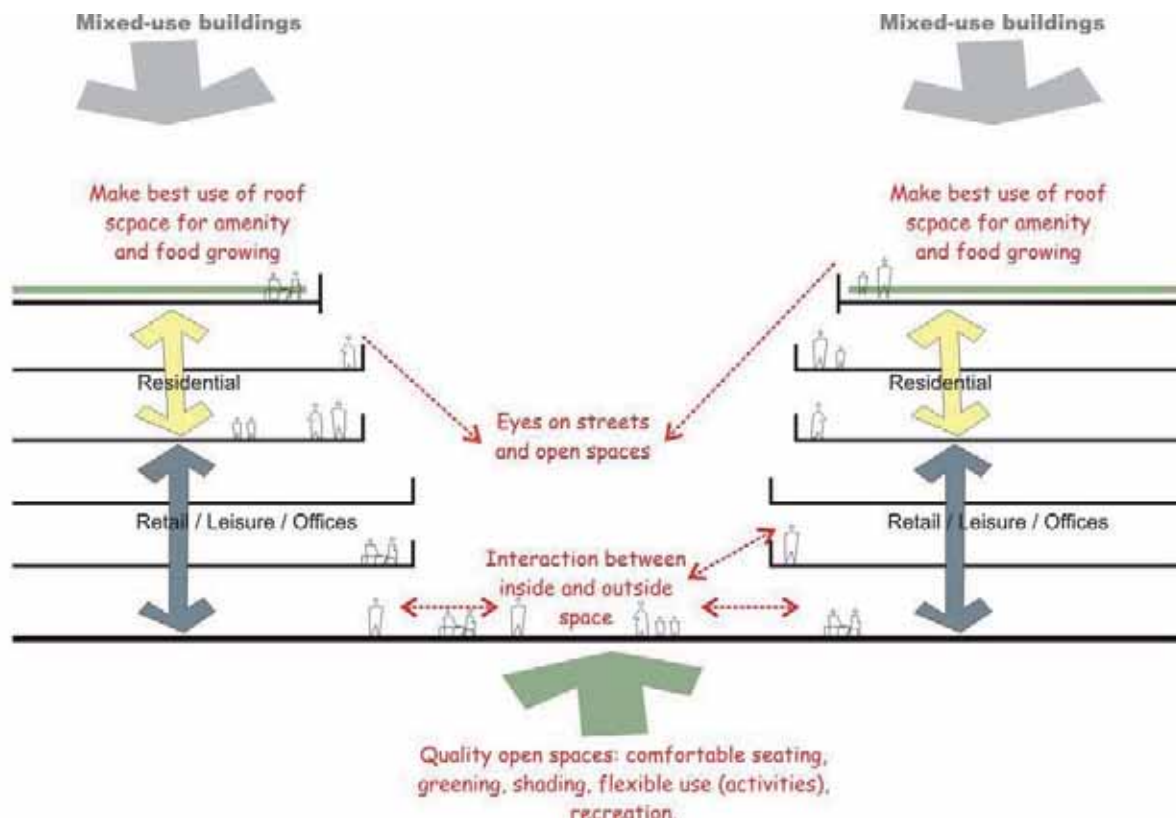 Mixed-use buildings
Mixed-use buildings
Make best use of roof
scpace for amenity
and food growing
Make best use of roof
scpace for amenity
and food growing
Residential
Residential
Eyes on streets
and open spaces
Retail / Leisure / Offices
Retail / Leisure / Offices
Interaction between
inside and outside
space
Quality open spaces: comfortable seating,
greening, shading, flexible use (activities),
recreation.